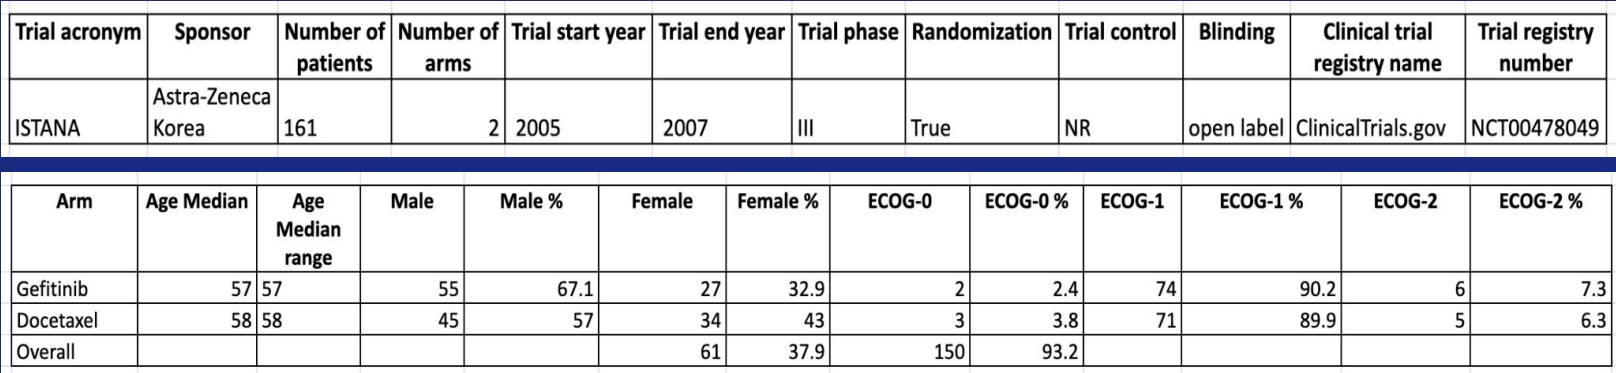 Trial acronym Sponsor Number of patients Number of arms Trial start year Trial end year Trial phase Randomization Trial control Blinding Clinical trial registry name Trial registry number
ISTANA Astra-Zeneca Korea 161 2 2005 2007 III True NR open label ClinicalTrials.gov NCT00478049
Arm Age Median Age Median range Male Male % Female Female % ECOG-0 ECOG-0 % ECOG-1 ECOG-1 % ECOG-2 ECOG-2 %
Gefitinib 57 57 55 67.1 27 32.9 2 2.4 74 90.2 6 7.3
Docetaxel 58 58 45 57 34 43 3 3.8 71 89.9 5 6.3
Overall 61 37.9 150 93.2